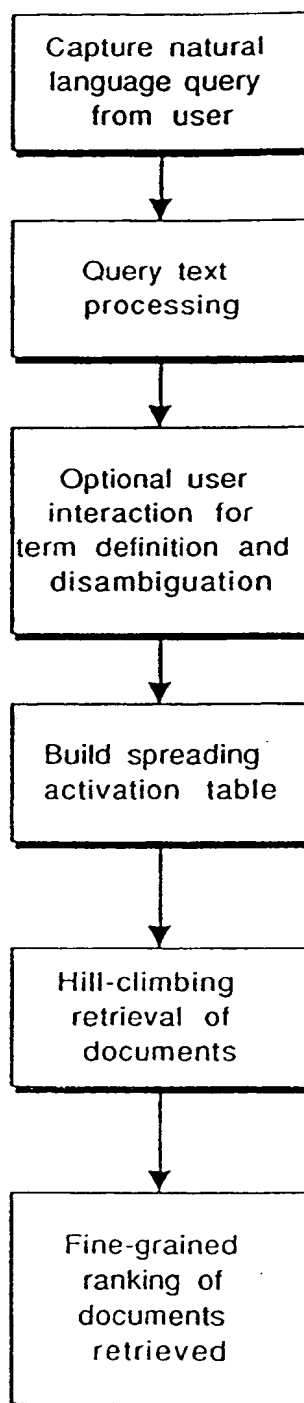 Capture natural
language query
from user
Query text
processing
Optional user
interaction for
term definition and
disambiguation
Build spreading
activation table
Hill-climbing
retrieval of
documents
Fine-grained
ranking of
documents
retrieved